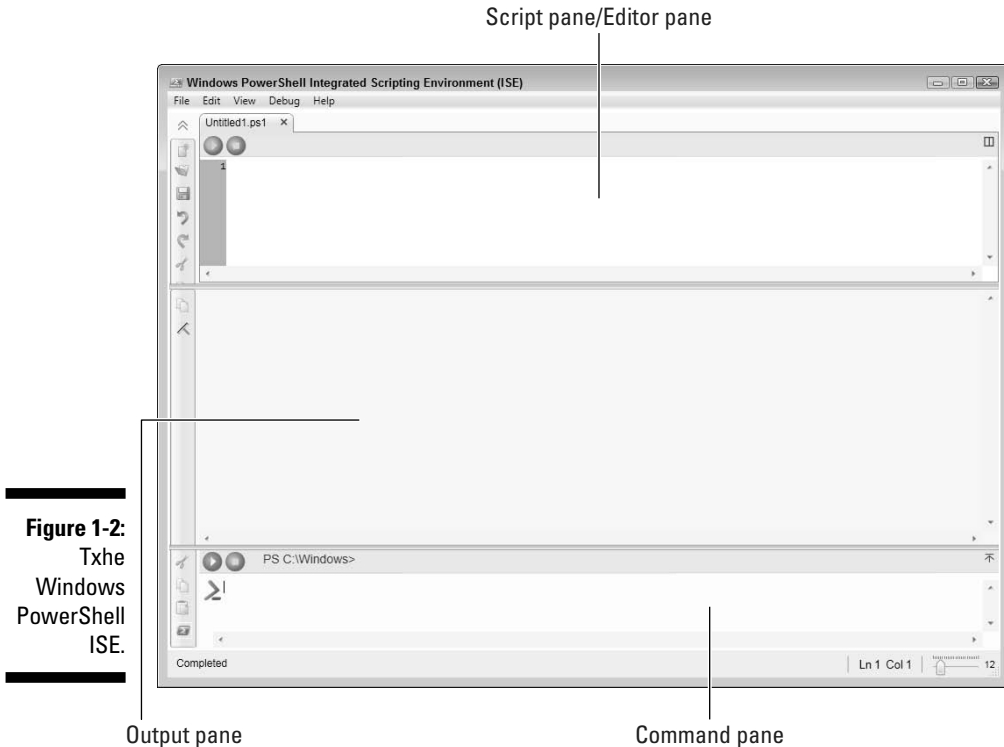 Script pane/Editor pane
Windows PowerShell Integrated Scripting Environment (ISE)
File Edit View Debug Help
Untitled1.ps1 ×
1
PS C:\Windows>
Completed
Ln 1 Col 1
12
Figure 1-2:
Txhe
Windows
PowerShell
ISE.
Output pane
Command pane